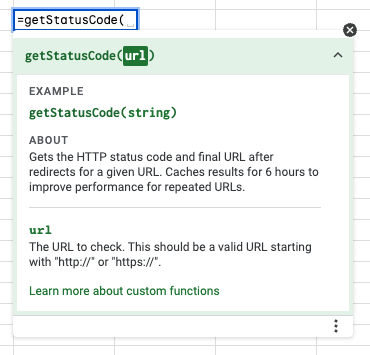 =getStatusCode(
getStatusCode(url)
EXAMPLE
getStatusCode(string)
ABOUT
Gets the HTTP status code and final URL after
redirects for a given URL. Caches results for 6 hours to
improve performance for repeated URLs.
url
The URL to check. This should be a valid URL starting
with "http://" or "https://".
Learn more about custom functions